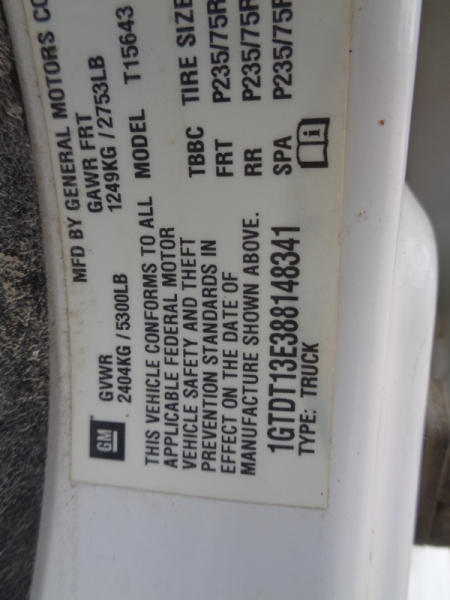 MFD BY GENERAL MOTORS CO
GVWR GAWR FRT
2404KG / 5300LB 1249KG / 2753LB
GM
THIS VEHICLE CONFORMS TO ALL MODEL T15643
APPLICABLE FEDERAL MOTOR
VEHICLE SAFETY AND THEFT TBBC TIRE SIZE
PREVENTION STANDARDS IN FRT P235/75R
EFFECT ON THE DATE OF RR P235/75R
MANUFACTURE SHOWN ABOVE. SPA P235/75R
1GTDT13E388148341
TYPE: TRUCK